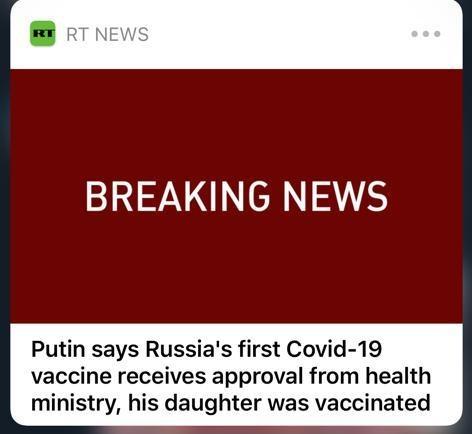 RT RT NEWS
BREAKING NEWS
Putin says Russia's first Covid-19
vaccine receives approval from health
ministry, his daughter was vaccinated